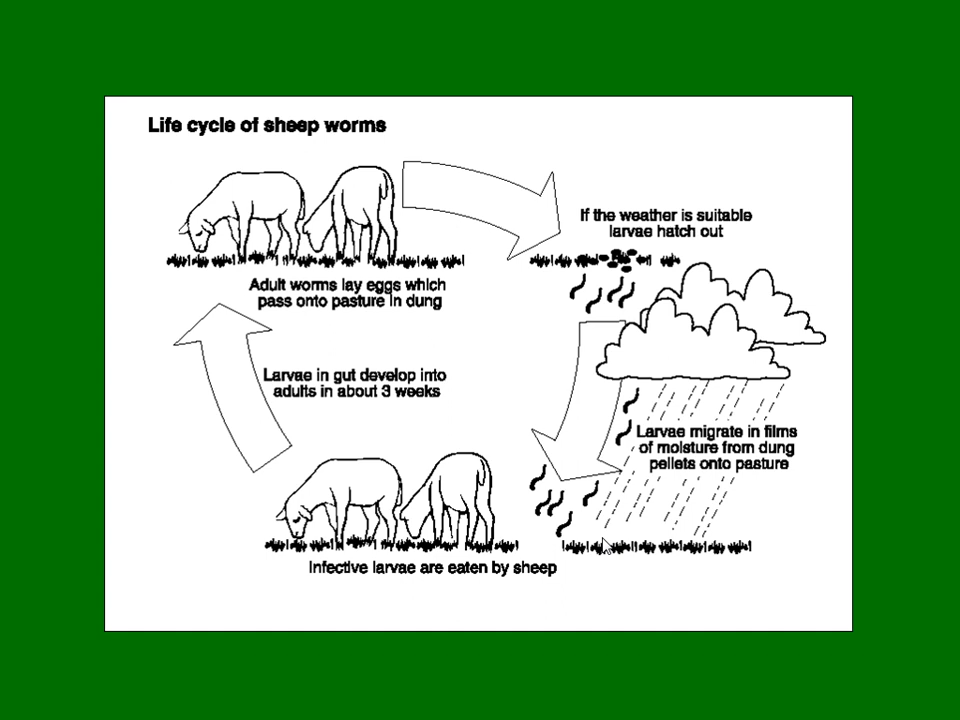 Life cycle of sheep worms
If the weather is suitable
larvae hatch out
Adult worms lay eggs which
pass onto pasture in dung
Larvae in gut develop into
adults in about 3 weeks
Larvae migrate in films
of moisture from dung
pellets onto pasture
Infective larvae are eaten by sheep